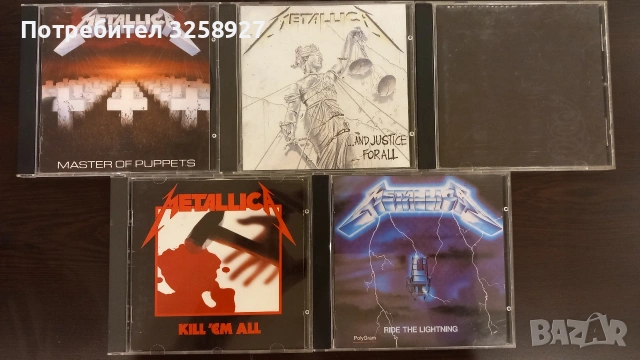 Потребител 3258927
METALLICA
MASTER OF PUPPETS
METALLICA
...AND JUSTICE
FOR ALL
METALLICA
KILL 'EM ALL
METALLICA
RIDE THE LIGHTNING
PolyGram
BAZAR